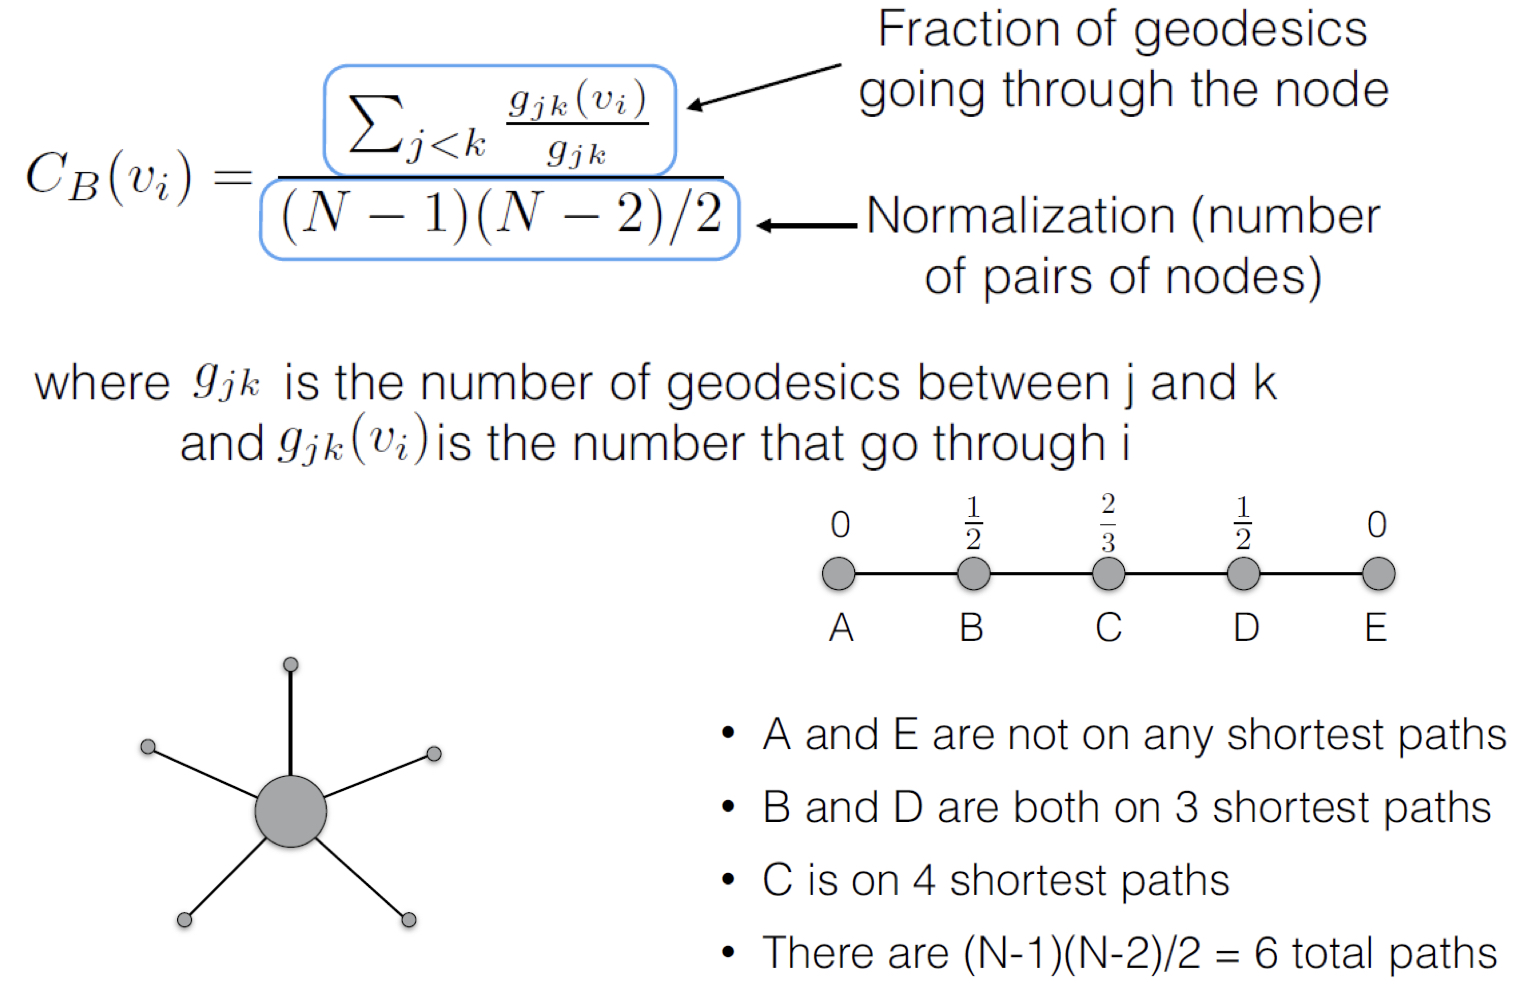 Fraction of geodesics
going through the node
C_B(v_i) = \frac{\sum_{j<k} \frac{g_{jk}(v_i)}{g_{jk}}}{(N − 1)(N − 2)/2}
Normalization (number
of pairs of nodes)
where g_{jk} is the number of geodesics between j and k
and g_{jk}(v_i) is the number that go through i
0 \frac{1}{2} \frac{2}{3} \frac{1}{2} 0
A B C D E
• A and E are not on any shortest paths
• B and D are both on 3 shortest paths
• C is on 4 shortest paths
• There are (N-1)(N-2)/2 = 6 total paths